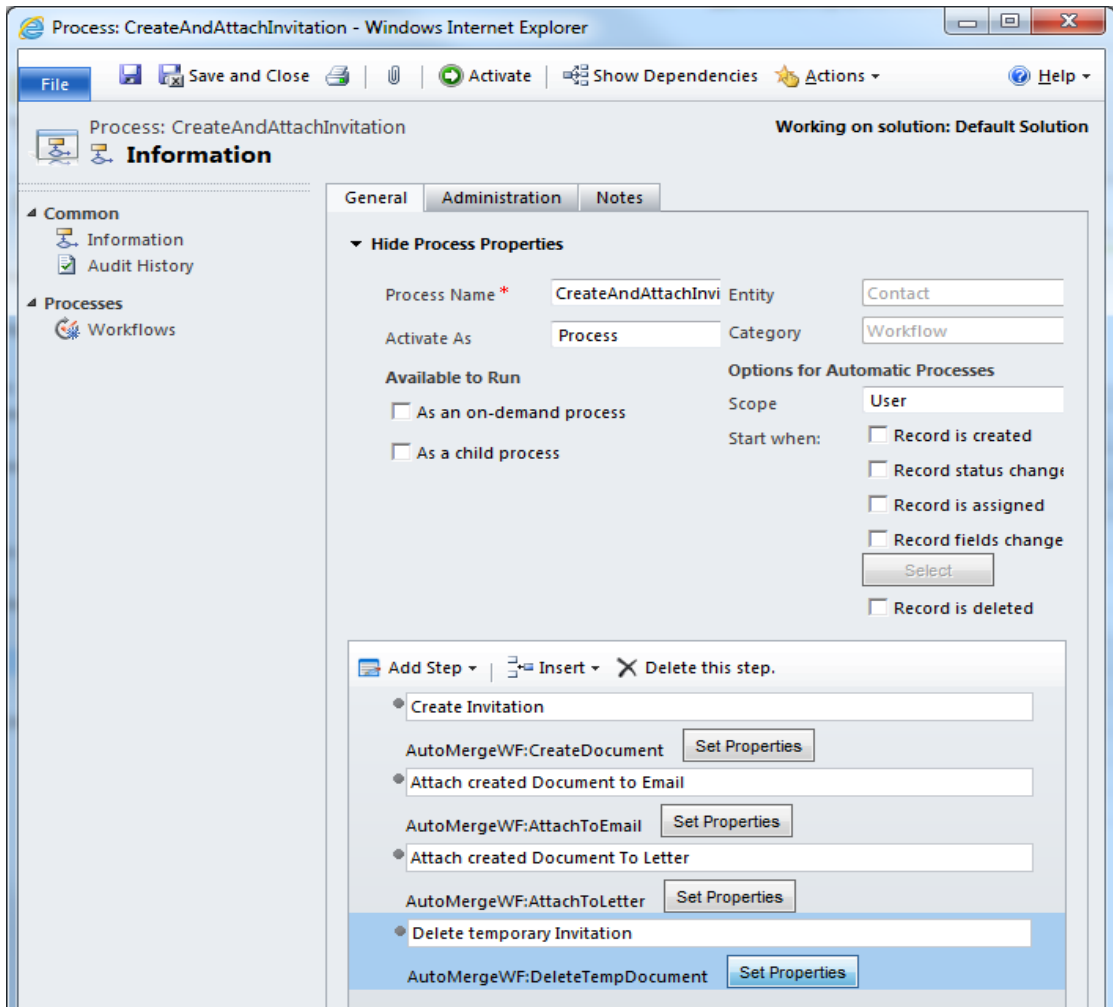 Process: CreateAndAttachInvitation - Windows Internet Explorer
File Save and Close Activate Show Dependencies Actions Help
Process: CreateAndAttachInvitation
Information
Working on solution: Default Solution
Common
Information
Audit History
Processes
Workflows
General Administration Notes
Hide Process Properties
Process Name * CreateAndAttachInvi Entity Contact
Activate As Process Category Workflow
Available to Run Options for Automatic Processes
As an on-demand process Scope User
As a child process Start when: Record is created
Record status change
Record is assigned
Record fields change
Select
Record is deleted
Add Step Insert Delete this step.
Create Invitation
AutoMergeWF:CreateDocument Set Properties
Attach created Document to Email
AutoMergeWF:AttachToEmail Set Properties
Attach created Document To Letter
AutoMergeWF:AttachToLetter Set Properties
Delete temporary Invitation
AutoMergeWF:DeleteTempDocument Set Properties